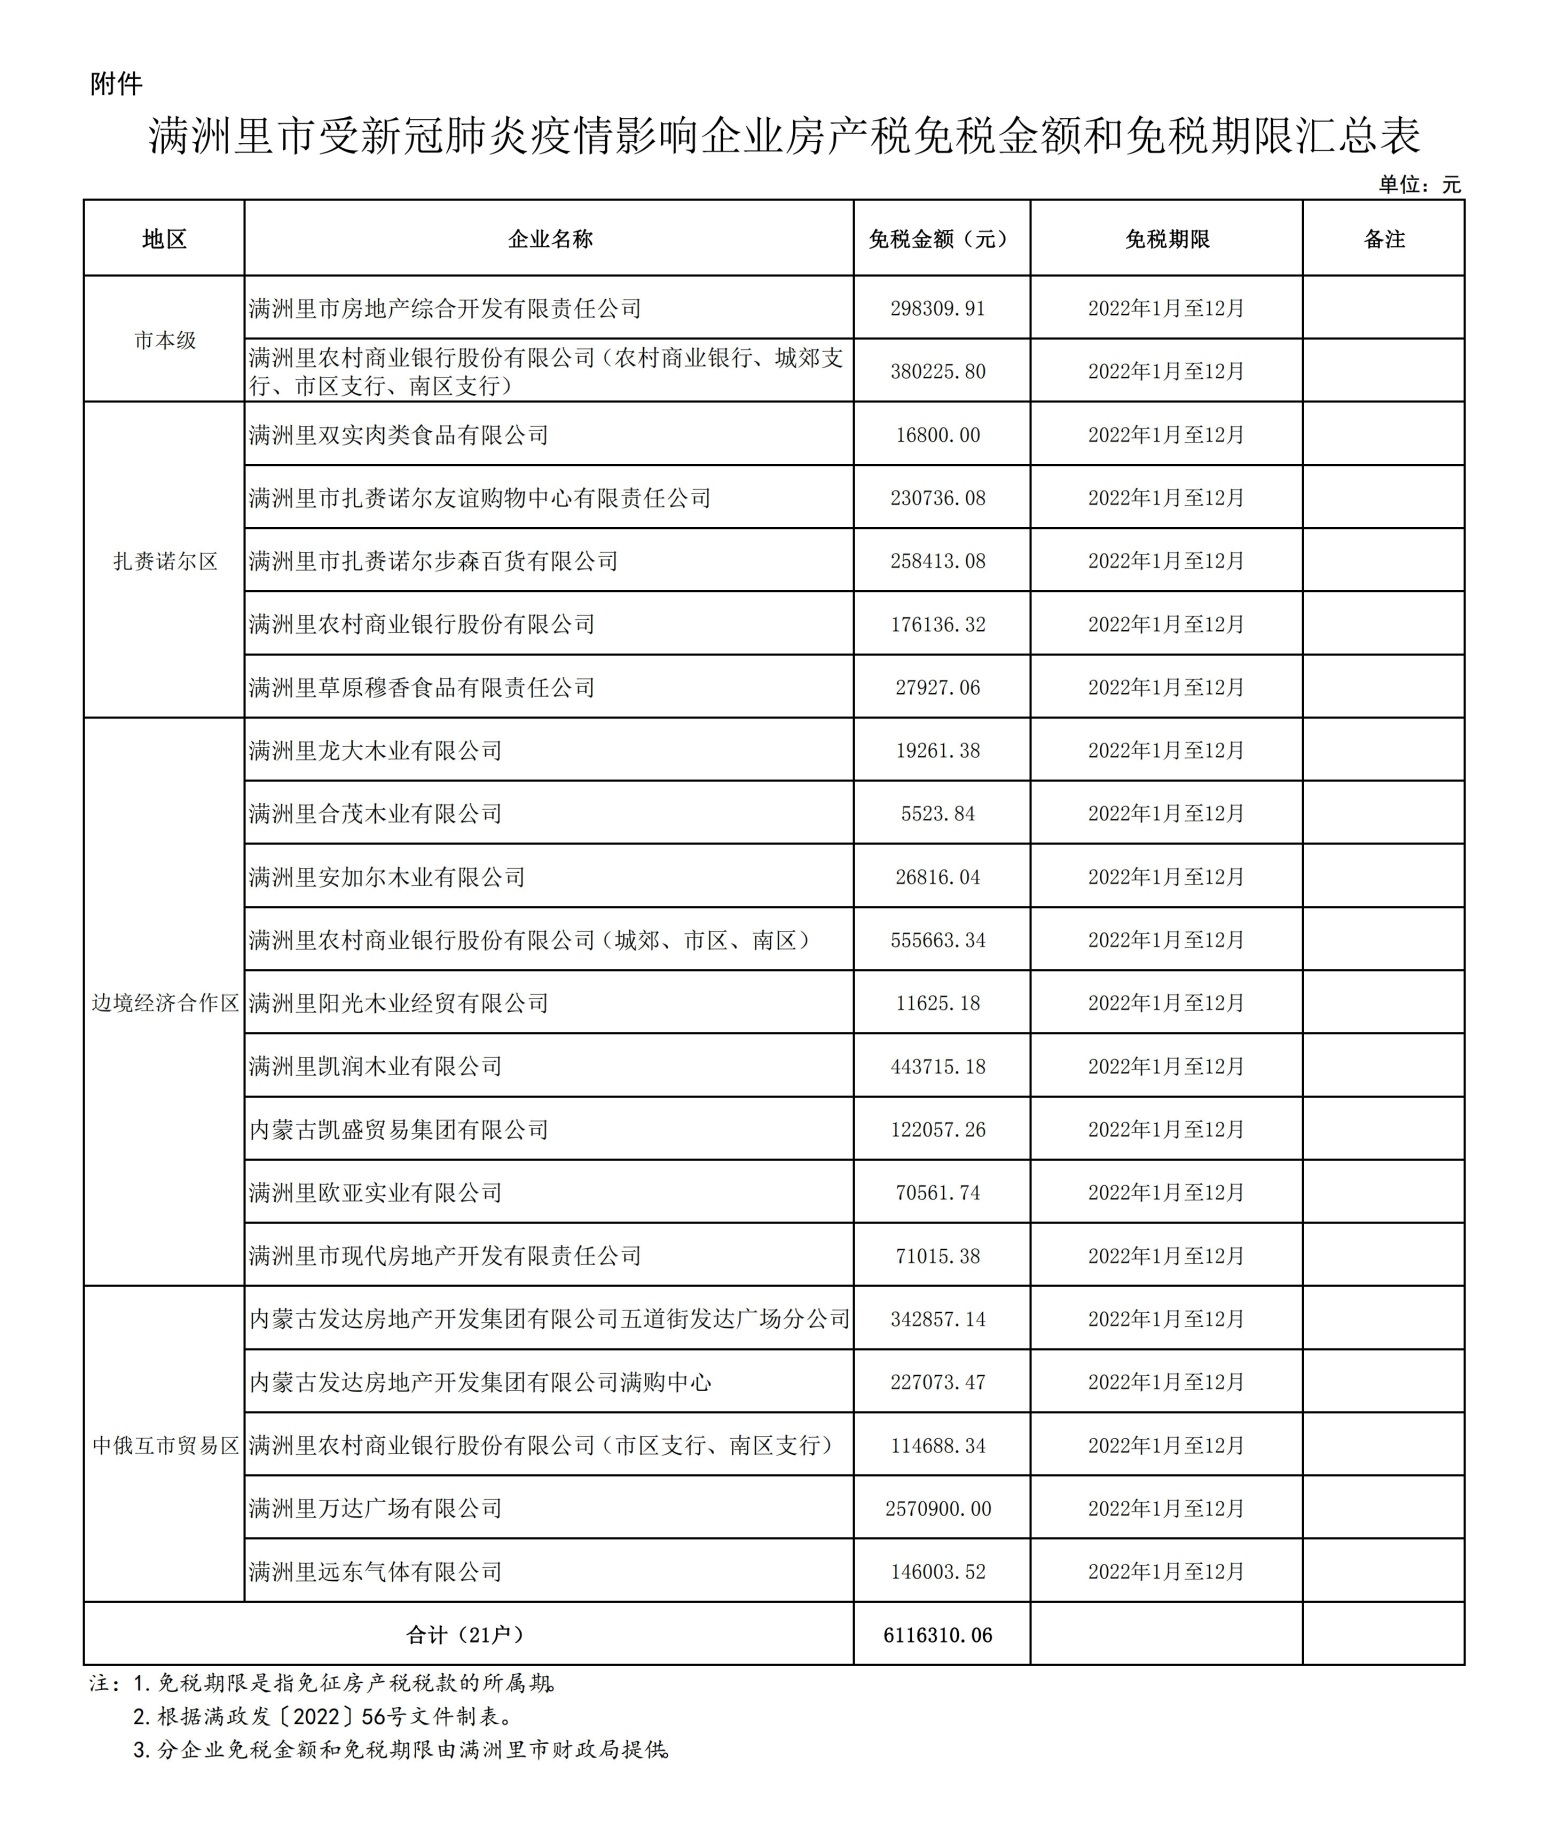 附件
满洲里市受新冠肺炎疫情影响企业房产税免税金额和免税期限汇总表
单位：元
地区 企业名称 免税金额（元） 免税期限 备注
市本级
满洲里市房地产综合开发有限责任公司 298309.91 2022年1月至12月
满洲里农村商业银行股份有限公司（农村商业银行、城郊支
行、市区支行、南区支行） 380225.80 2022年1月至12月
扎赉诺尔区
满洲里双实肉类食品有限公司 16800.00 2022年1月至12月
满洲里市扎赉诺尔友谊购物中心有限责任公司 230736.08 2022年1月至12月
满洲里市扎赉诺尔步森百货有限公司 258413.08 2022年1月至12月
满洲里农村商业银行股份有限公司 176136.32 2022年1月至12月
满洲里草原穆香食品有限责任公司 27927.06 2022年1月至12月
边境经济合作区
满洲里龙大木业有限公司 19261.38 2022年1月至12月
满洲里合茂木业有限公司 5523.84 2022年1月至12月
满洲里安加尔木业有限公司 26816.04 2022年1月至12月
满洲里农村商业银行股份有限公司（城郊、市区、南区） 555663.34 2022年1月至12月
满洲里阳光木业经贸有限公司 11625.18 2022年1月至12月
满洲里凯润木业有限公司 443715.18 2022年1月至12月
内蒙古凯盛贸易集团有限公司 122057.26 2022年1月至12月
满洲里欧亚实业有限公司 70561.74 2022年1月至12月
满洲里市现代房地产开发有限责任公司 71015.38 2022年1月至12月
中俄互市贸易区
内蒙古发达房地产开发集团有限公司五道街发达广场分公司 342857.14 2022年1月至12月
内蒙古发达房地产开发集团有限公司满购中心 227073.47 2022年1月至12月
满洲里农村商业银行股份有限公司（市区支行、南区支行） 114688.34 2022年1月至12月
满洲里万达广场有限公司 2570900.00 2022年1月至12月
满洲里远东气体有限公司 146003.52 2022年1月至12月
合计（21户） 6116310.06
注：1.免税期限是指免征房产税税款的所属期。
2.根据满政发〔2022〕56号文件制表。
3.分企业免税金额和免税期限由满洲里市财政局提供。